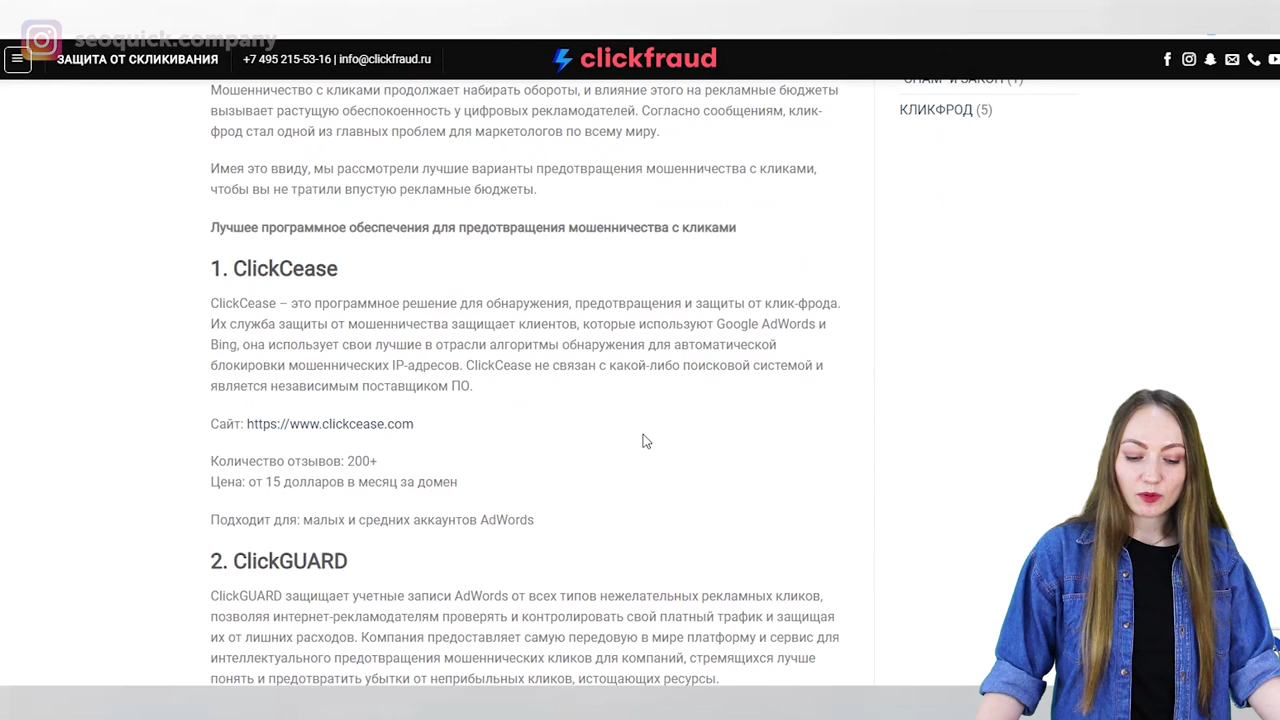 seoquick.company
ЗАЩИТА ОТ СКЛИКИВАНИЯ
+7 495 215-53-16 | info@clickfraud.ru
clickfraud
Мошенничество с кликами продолжает набирать обороты, и влияние этого на рекламные бюджеты
вызывает растущую обеспокоенность у цифровых рекламодателей. Согласно сообщениям, клик-
фрод стал одной из главных проблем для маркетологов по всему миру.
"СПАМ" И ЗАКОН (1)
КЛИКФРОД (5)
Имея это ввиду, мы рассмотрели лучшие варианты предотвращения мошенничества с кликами,
чтобы вы не тратили впустую рекламные бюджеты.
Лучшее программное обеспечения для предотвращения мошенничества с кликами
1. ClickCease
ClickCease – это программное решение для обнаружения, предотвращения и защиты от клик-фрода.
Их служба защиты от мошенничества защищает клиентов, которые используют Google AdWords и
Bing, она использует свои лучшие в отрасли алгоритмы обнаружения для автоматической
блокировки мошеннических IP-адресов. ClickCease не связан с какой-либо поисковой системой и
является независимым поставщиком ПО.
Сайт: https://www.clickcease.com
Количество отзывов: 200+
Цена: от 15 долларов в месяц за домен
Подходит для: малых и средних аккаунтов AdWords
2. ClickGUARD
ClickGUARD защищает учетные записи AdWords от всех типов нежелательных рекламных кликов,
позволяя интернет-рекламодателям проверять и контролировать свой платный трафик и защищая
их от лишних расходов. Компания предоставляет самую передовую в мире платформу и сервис для
интеллектуального предотвращения мошеннических кликов для компаний, стремящихся лучше
понять и предотвратить убытки от неприбыльных кликов, истощающих ресурсы.